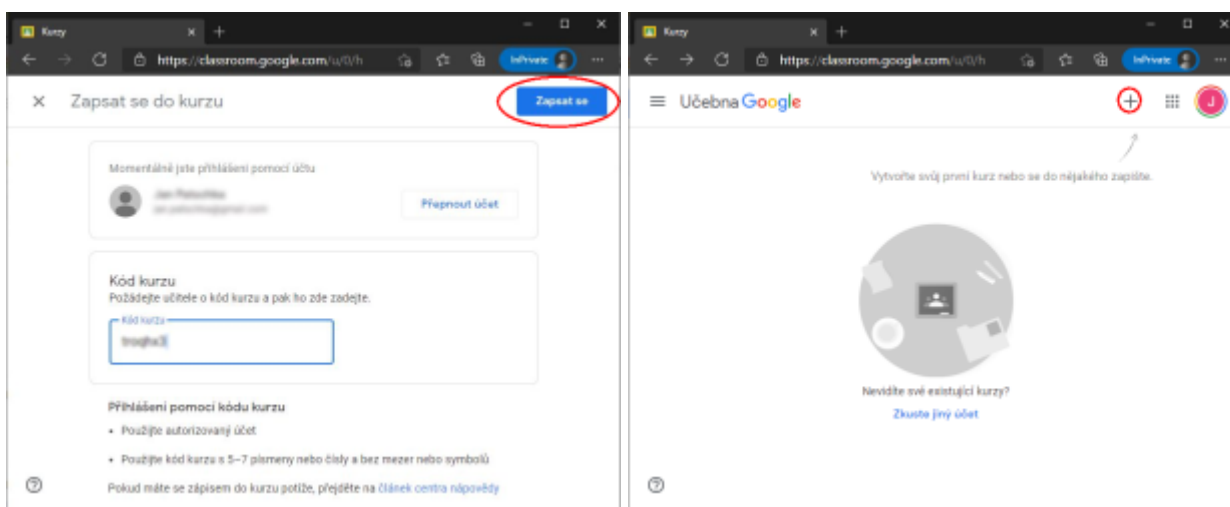 Kurzy
https://classroom.google.com/u/0/h
InPrivate
Zapsat se do kurzu
Zapsat se
Momentálně jste přihlášeni pomocí účtu
Přepnout účet
Kód kurzu
Požádejte učitele o kód kurzu a pak ho zde zadejte.
Kód kurzu
Přihlášení pomocí kódu kurzu
• Použijte autorizovaný účet
• Použijte kód kurzu s 5–7 písmeny nebo čísly a bez mezer nebo symbolů
Pokud máte se zápisem do kurzu potíže, přejděte na článek centra nápovědy
Kurzy
https://classroom.google.com/u/0/h
InPrivate
Učebna Google
J
Vytvořte svůj první kurz nebo se do nějakého zapište.
Nevidíte své existující kurzy?
Zkuste jiný účet